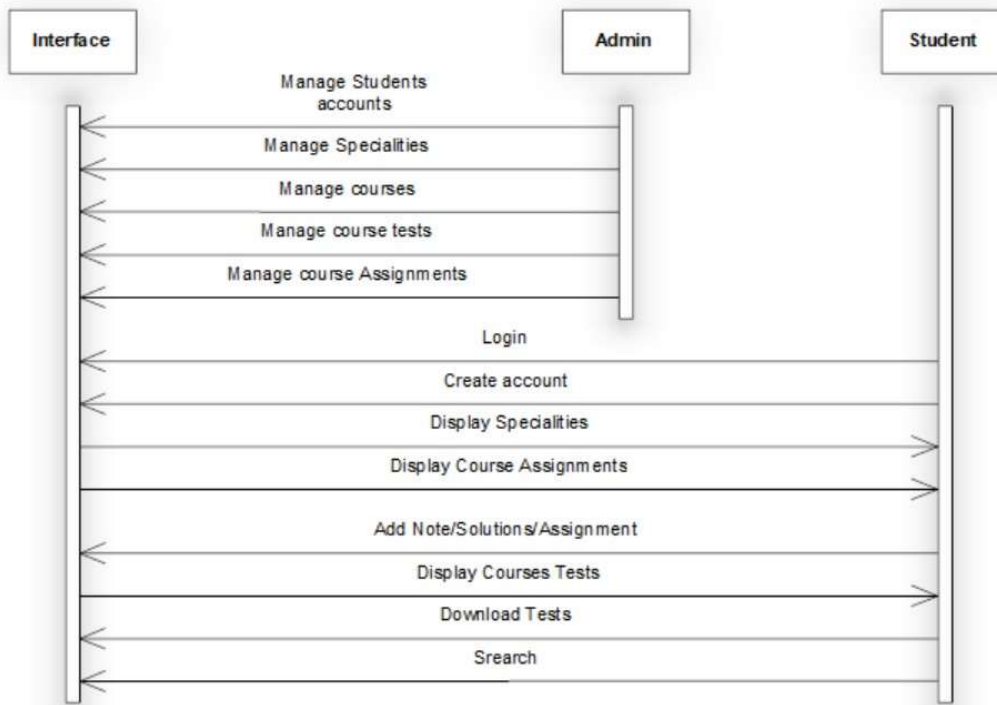 Interface
Admin
Student
Manage Students
accounts
Manage Specialities
Manage courses
Manage course tests
Manage course Assignments
Login
Create account
Display Specialities
Display Course Assignments
Add Note/Solutions/Assignment
Display Courses Tests
Download Tests
Srearch